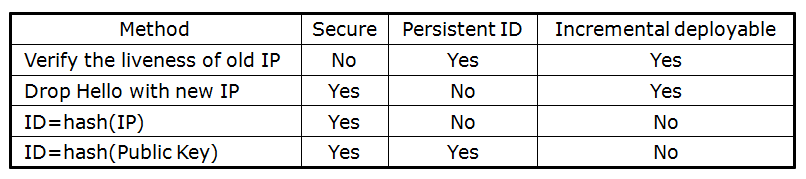 Method Secure Persistent ID Incremental deployable
Verify the liveness of old IP No Yes Yes
Drop Hello with new IP Yes No Yes
ID=hash(IP) Yes No No
ID=hash(Public Key) Yes Yes No